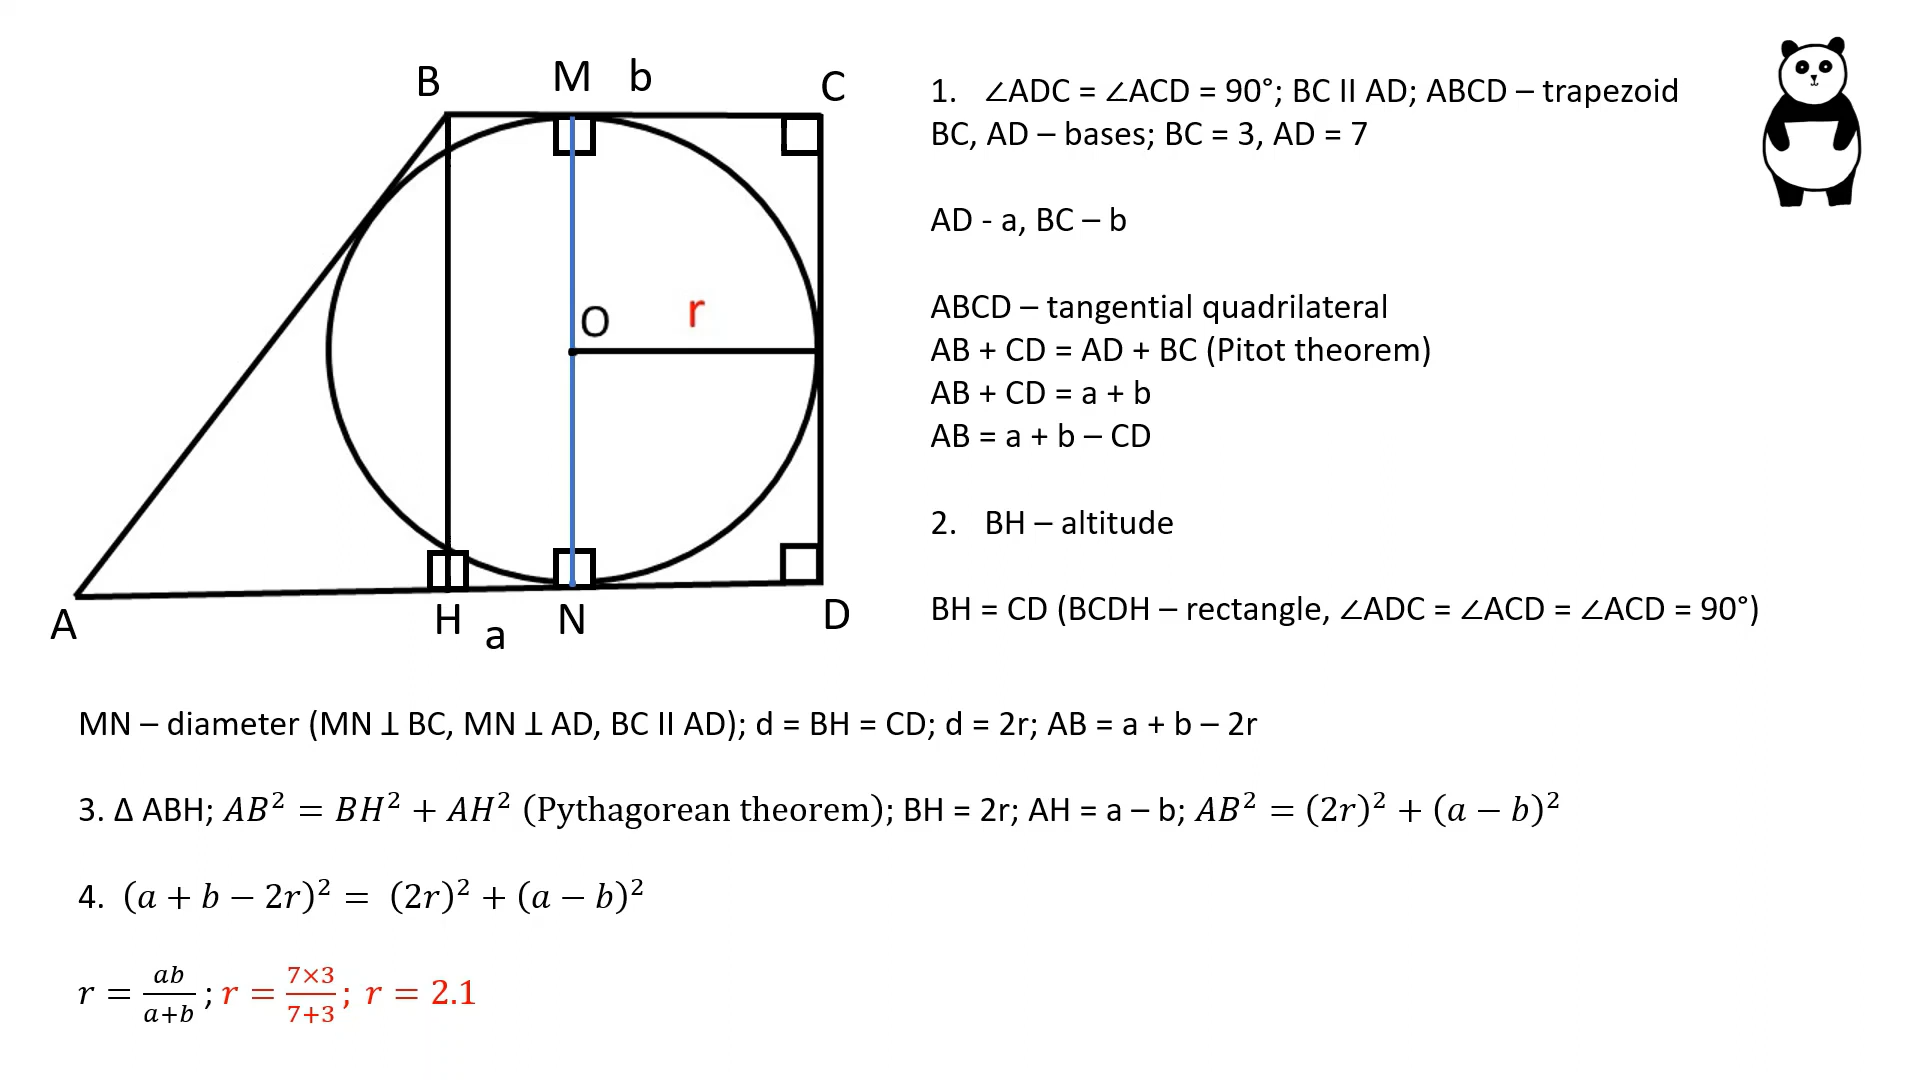 B M b C
O r
A H a N D
1. ∠ADC = ∠ACD = 90°; BC II AD; ABCD – trapezoid
BC, AD – bases; BC = 3, AD = 7
AD - a, BC – b
ABCD – tangential quadrilateral
AB + CD = AD + BC (Pitot theorem)
AB + CD = a + b
AB = a + b – CD
2. BH – altitude
BH = CD (BCDH – rectangle, ∠ADC = ∠ACD = ∠ACD = 90°)
MN – diameter (MN ⊥ BC, MN ⊥ AD, BC II AD); d = BH = CD; d = 2r; AB = a + b – 2r
3. Δ ABH; AB² = BH² + AH² (Pythagorean theorem); BH = 2r; AH = a – b; AB² = (2r)² + (a − b)²
4. (a + b − 2r)² = (2r)² + (a − b)²
r = ab/a+b ; r = 7×3/7+3; r = 2.1